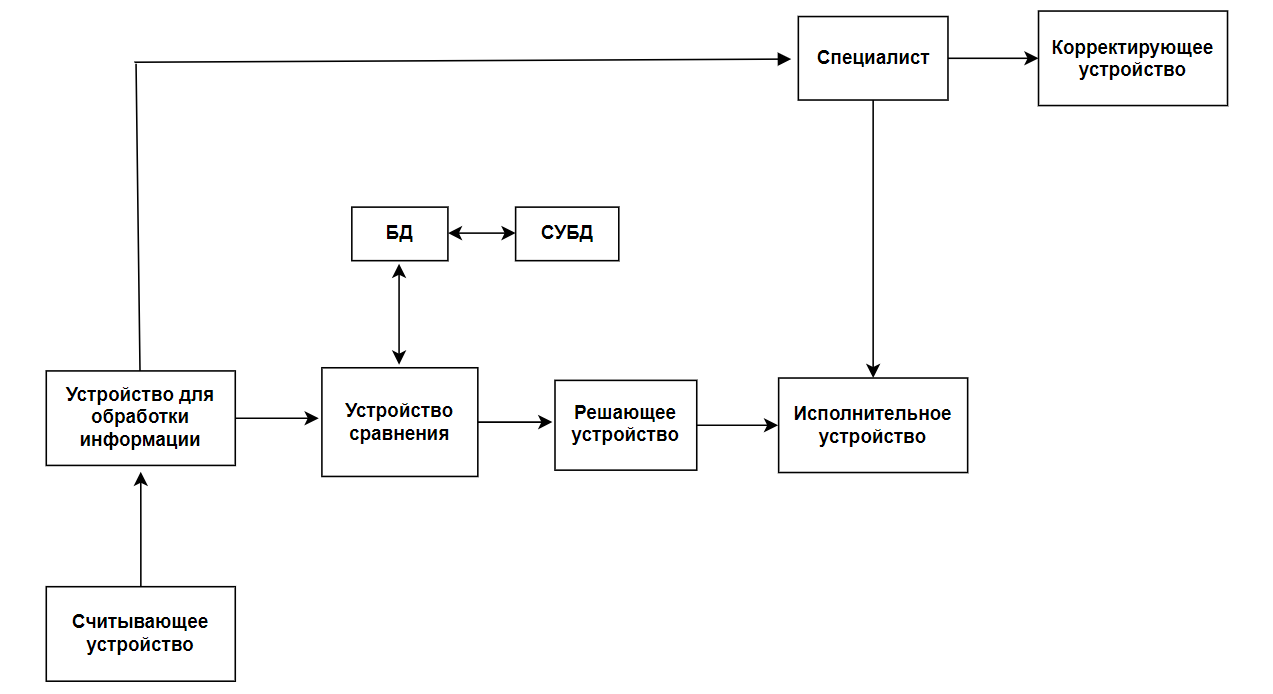 Специалист
Корректирующее
устройство
БД
СУБД
Устройство для
обработки
информации
Устройство
сравнения
Решающее
устройство
Исполнительное
устройство
Считывающее
устройство